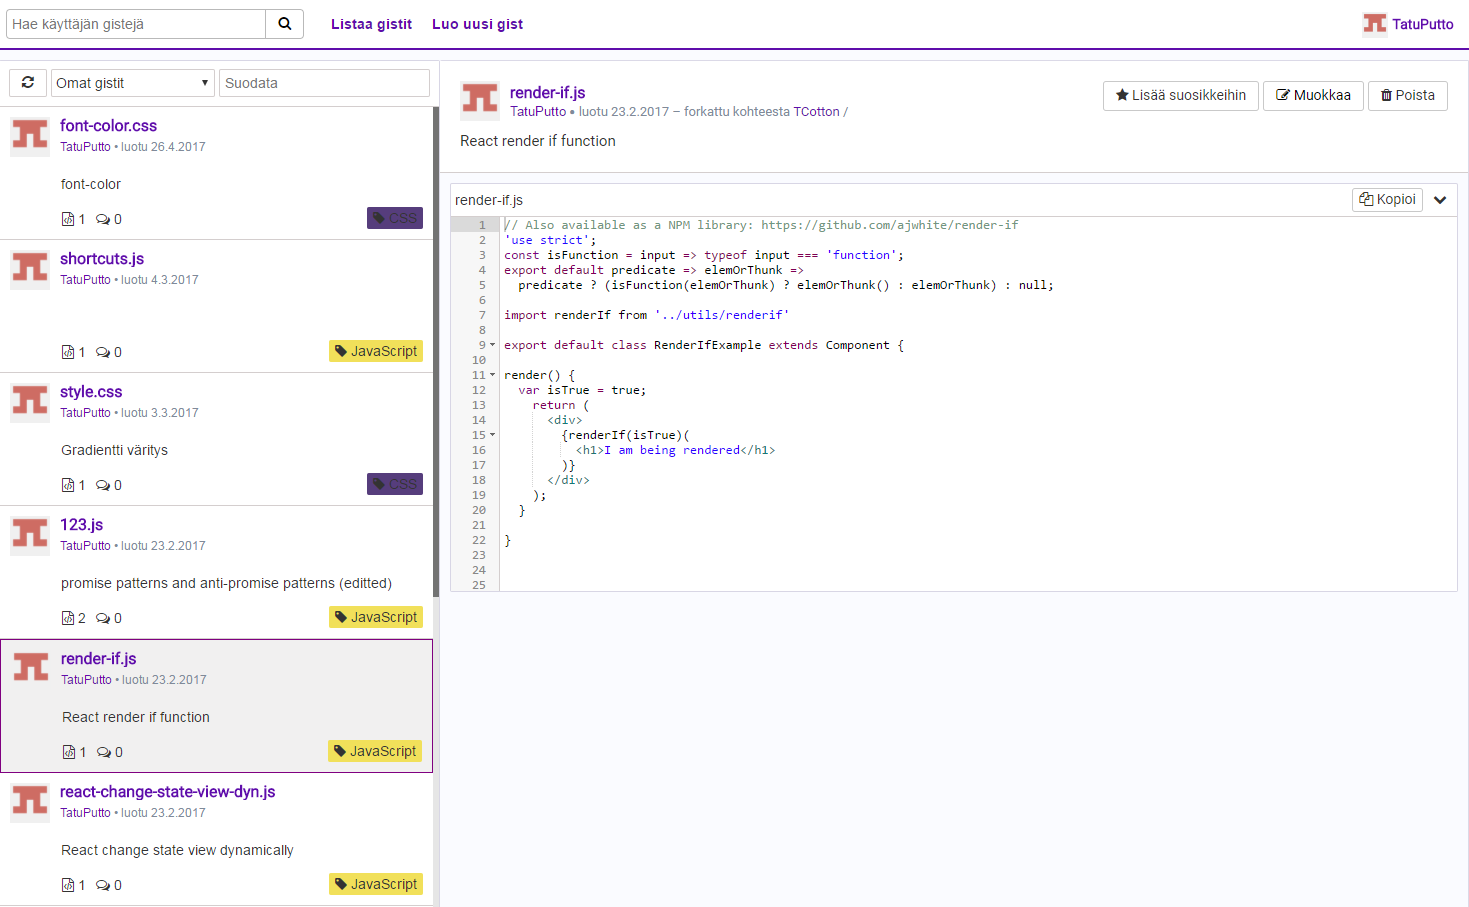 Hae käyttäjän gistejä
Listaa gistit
Luo uusi gist
TatuPutto
Omat gistit
Suodata
font-color.css
TatuPutto • luotu 26.4.2017
font-color
1 0
CSS
shortcuts.js
TatuPutto • luotu 4.3.2017
1 0
JavaScript
style.css
TatuPutto • luotu 3.3.2017
Gradientti väritys
1 0
CSS
123.js
TatuPutto • luotu 23.2.2017
promise patterns and anti-promise patterns (editted)
2 0
JavaScript
render-if.js
TatuPutto • luotu 23.2.2017
React render if function
1 0
JavaScript
react-change-state-view-dyn.js
TatuPutto • luotu 23.2.2017
React change state view dynamically
1 0
JavaScript
render-if.js
TatuPutto • luotu 23.2.2017 – forkattu kohteesta TCotton /
Lisää suosikkeihin
Muokkaa
Poista
React render if function
render-if.js
Kopioi
1 // Also available as a NPM library: https://github.com/ajwhite/render-if
2 'use strict';
3 const isFunction = input => typeof input === 'function';
4 export default predicate => elemOrThunk =>
5 predicate ? (isFunction(elemOrThunk) ? elemOrThunk() : elemOrThunk) : null;
6
7 import renderIf from '../utils/renderif'
8
9 export default class RenderIfExample extends Component {
10
11 render() {
12 var isTrue = true;
13 return (
14 <div>
15 {renderIf(isTrue)(
16 <h1>I am being rendered</h1>
17 )}
18 </div>
19 );
20 }
21
22 }
23
24
25